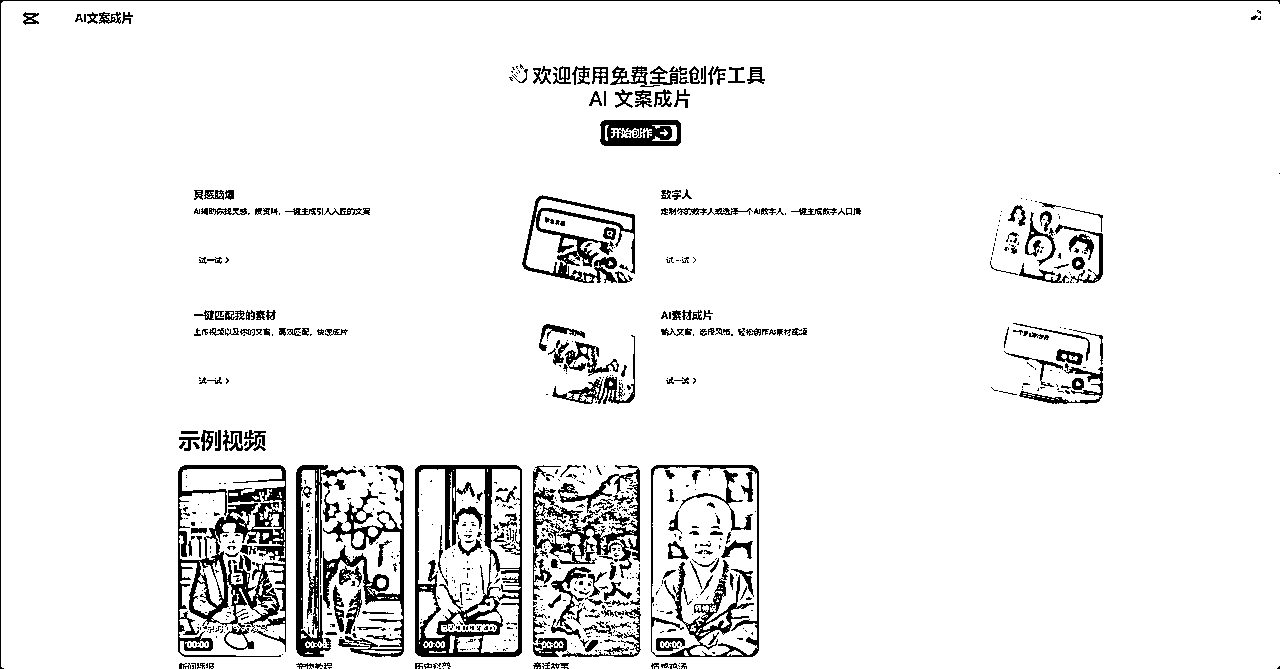 AI文案成片
欢迎使用免费全能创作工具
AI 文案成片
开始创作
灵感脑爆
AI辅助你找灵感，搜资料，一键生成引人入胜的文案
试一试
数字人
定制你的数字人或选择一个AI数字人，一键生成数字人口播
试一试
一键匹配我的素材
上传视频以及你的文案，高效匹配，快速成片
试一试
AI素材成片
输入文案，选择风格，轻松创作AI素材视频
试一试
示例视频
00:00
00:00
00:00
00:00
00:00
新闻播报
宠物教程
历史科普
童话故事
情感鸡汤